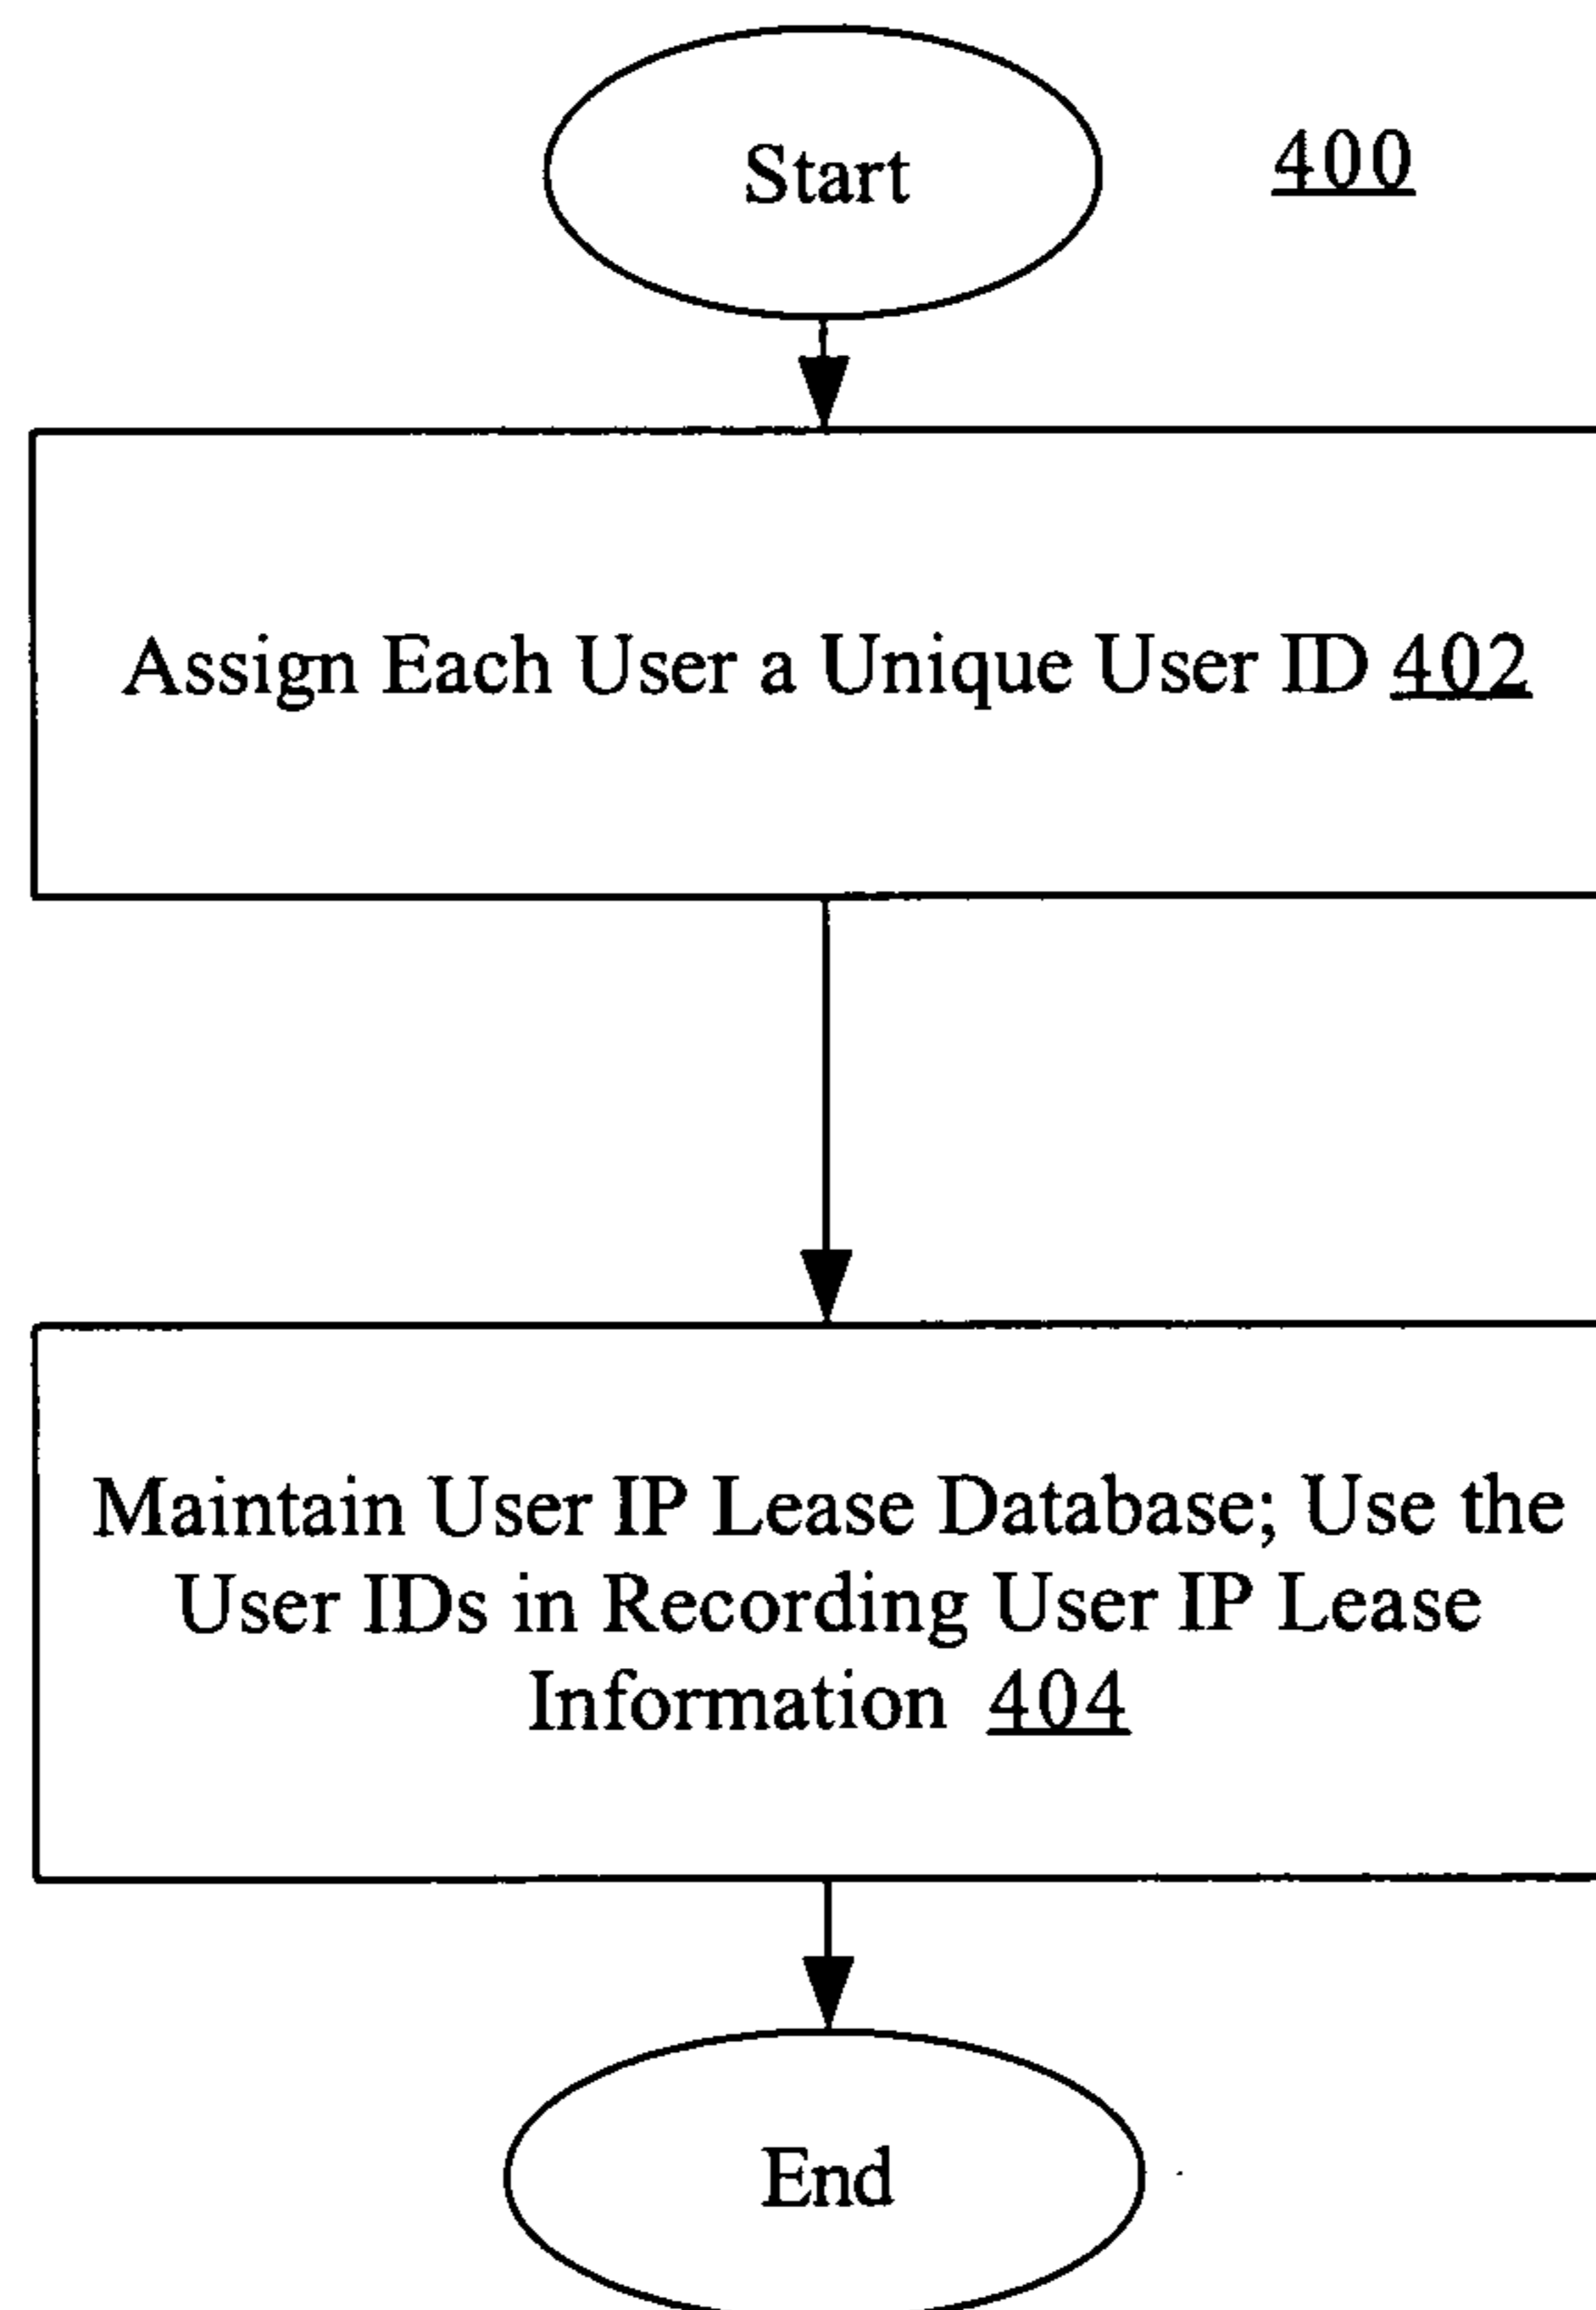 Start
400
Assign Each User a Unique User ID 402
Maintain User IP Lease Database; Use the
User IDs in Recording User IP Lease
Information 404
End